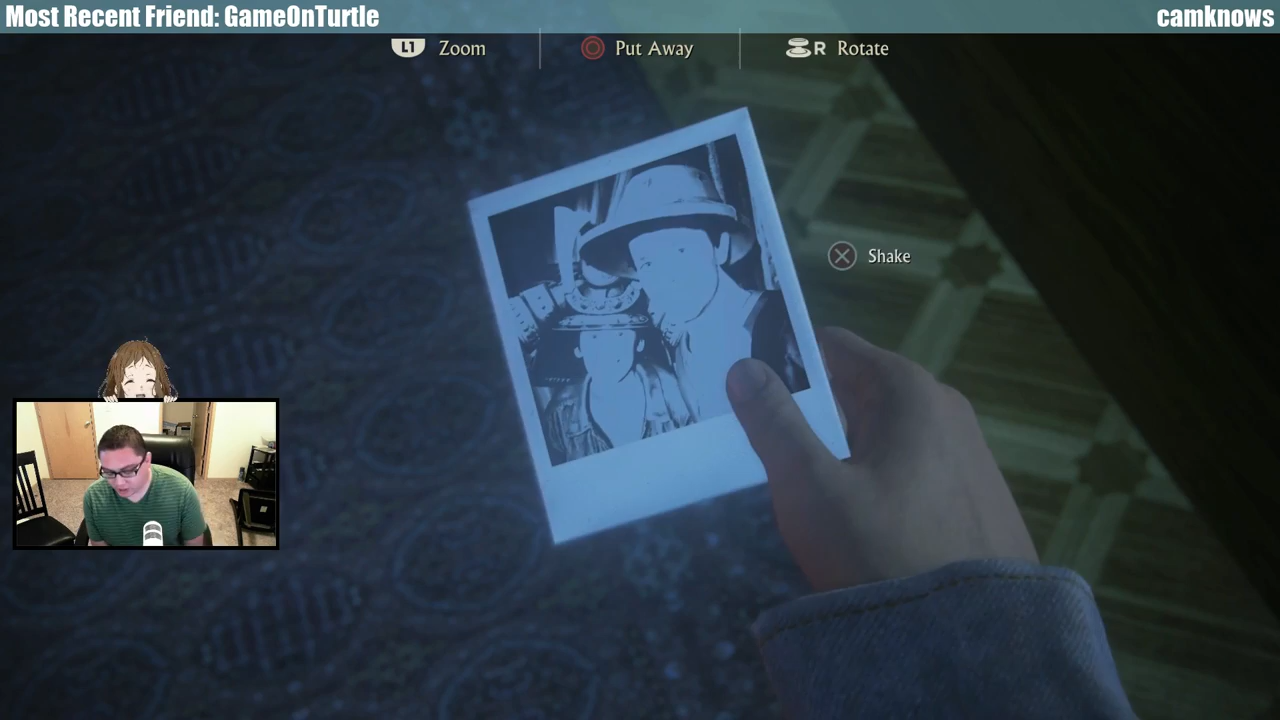 Most Recent Friend: GameOnTurtle
camknows
L1 Zoom
Put Away
R Rotate
Shake